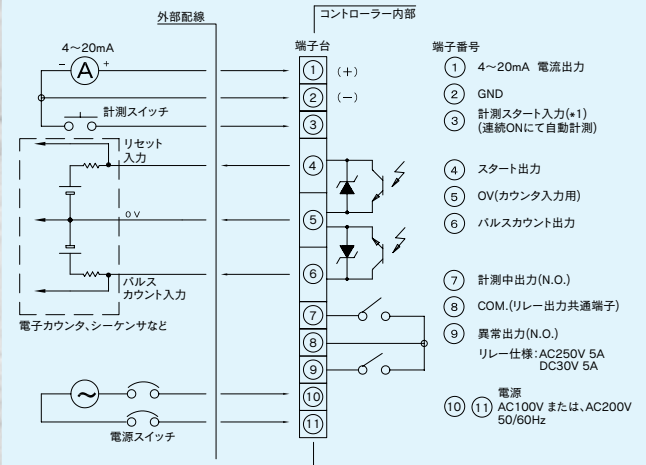 外部配線
コントローラー内部
4～20mA
− +
A
計測スイッチ
リセット
入力
0V
パルス
カウント入力
電子カウンタ、シーケンサなど
電源スイッチ
端子台
1 (+)
2 (−)
3
4
5
6
7
8
9
10
11
端子番号
1 4～20mA 電流出力
2 GND
3 計測スタート入力(*1)
(連続ONにて自動計測)
4 スタート出力
5 OV(カウンタ入力用)
6 パルスカウント出力
7 計測中出力(N.O.)
8 COM.(リレー出力共通端子)
9 異常出力(N.O.)
リレー仕様：AC250V 5A
DC30V 5A
電源
10 11 AC100V または、AC200V
50/60Hz